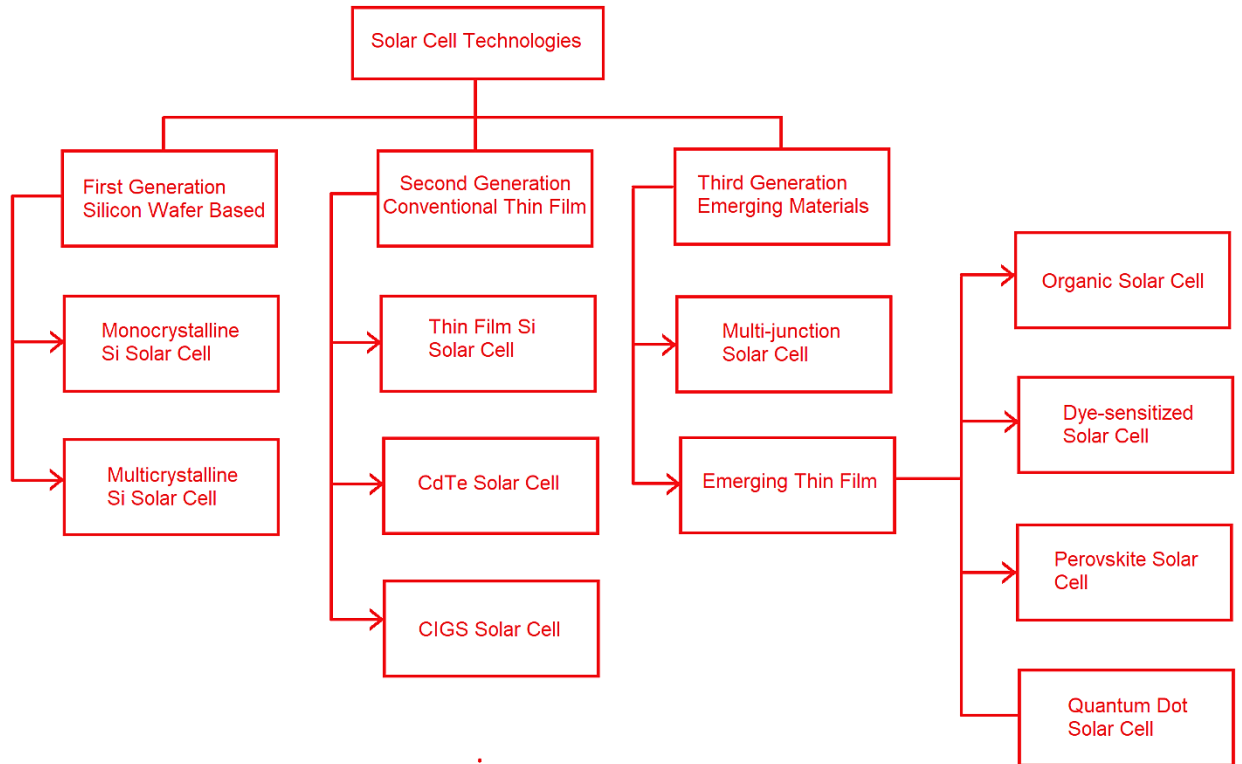 Solar Cell Technologies
First Generation
Silicon Wafer Based
Second Generation
Conventional Thin Film
Third Generation
Emerging Materials
Monocrystalline
Si Solar Cell
Multicrystalline
Si Solar Cell
Thin Film Si
Solar Cell
CdTe Solar Cell
CIGS Solar Cell
Multi-junction
Solar Cell
Emerging Thin Film
Organic Solar Cell
Dye-sensitized
Solar Cell
Perovskite Solar
Cell
Quantum Dot
Solar Cell